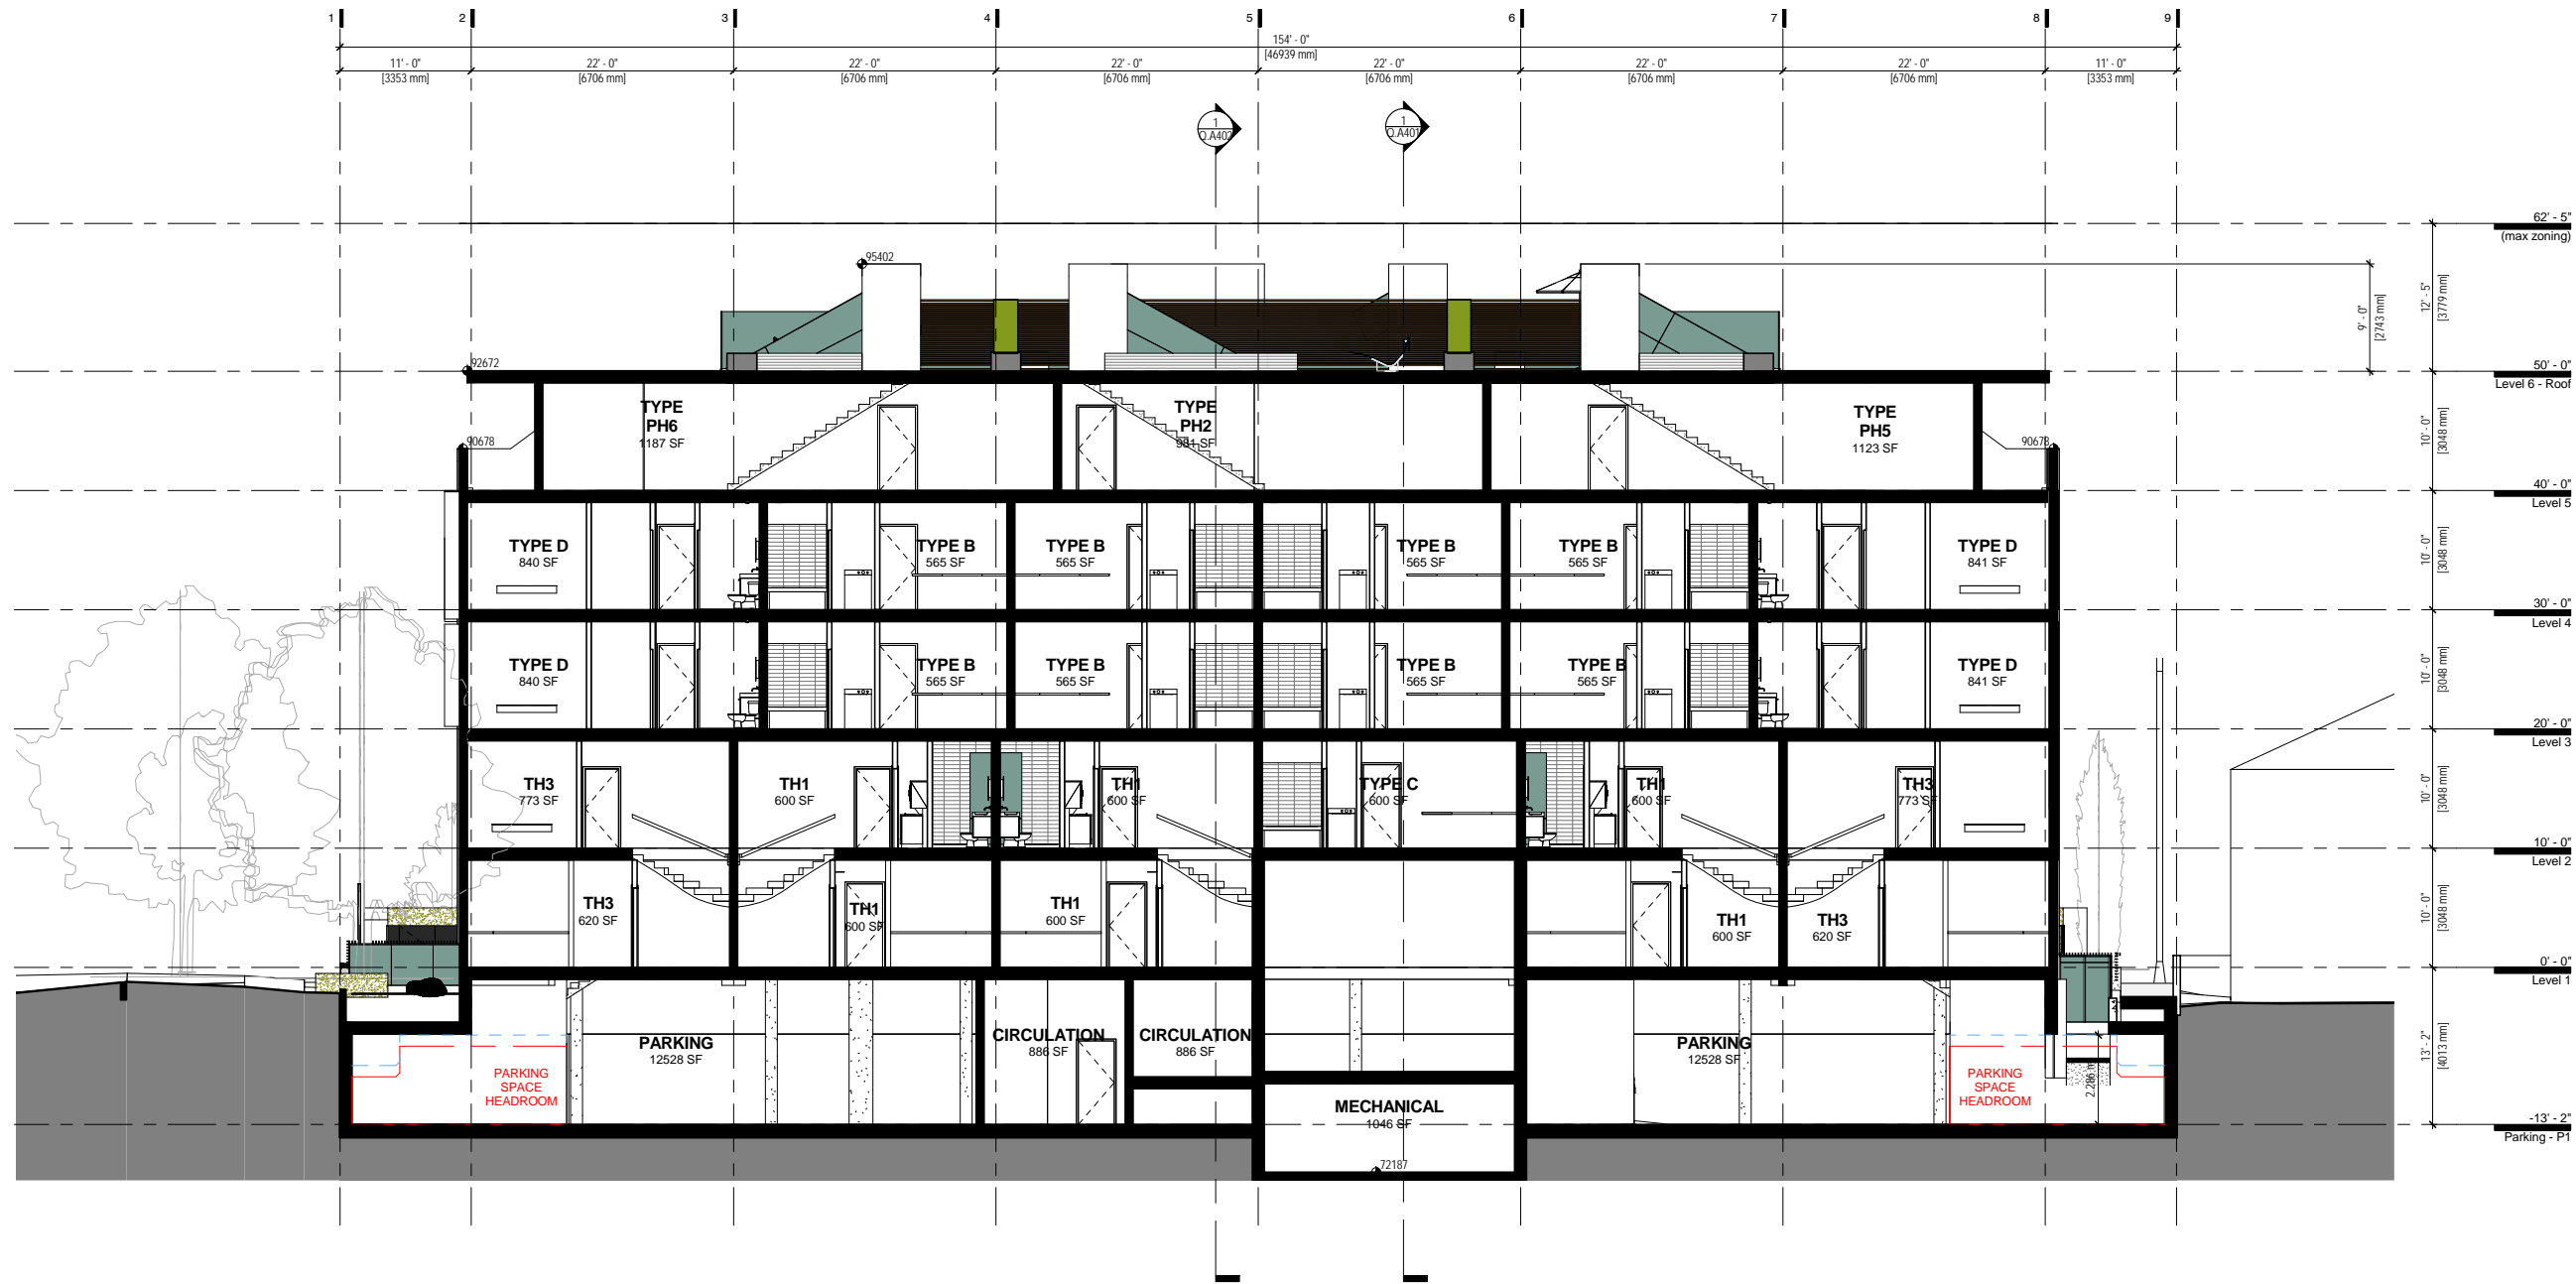 1 2 3 4 5 6 7 8 9
154' - 0"
[46939 mm]
11' - 0" 22' - 0" 22' - 0" 22' - 0" 22' - 0" 22' - 0" 22' - 0" 11' - 0"
[3353 mm] [6706 mm] [6706 mm] [6706 mm] [6706 mm] [6706 mm] [6706 mm] [3353 mm]
1 1
Q.A402 Q.A401
62' - 5"
(max zoning)
95402
12' - 5"
[3779 mm]
9' - 0"
[2743 mm]
92672
50' - 0"
Level 6 - Roof
TYPE TYPE TYPE
PH6 PH2 PH5
1187 SF 981 SF 1123 SF
90678 90678
10' - 0"
[3048 mm]
40' - 0"
Level 5
TYPE D TYPE B TYPE B TYPE B TYPE B TYPE D
840 SF 565 SF 565 SF 565 SF 565 SF 841 SF
10' - 0"
[3048 mm]
30' - 0"
Level 4
TYPE D TYPE B TYPE B TYPE B TYPE B TYPE D
840 SF 565 SF 565 SF 565 SF 565 SF 841 SF
10' - 0"
[3048 mm]
20' - 0"
Level 3
TH3 TH1 TH1 TYPE C TH1 TH3
773 SF 600 SF 600 SF 600 SF 600 SF 773 SF
10' - 0"
[3048 mm]
10' - 0"
Level 2
TH3 TH1 TH1 TH1 TH3
620 SF 600 SF 600 SF 600 SF 620 SF
10' - 0"
[3048 mm]
0' - 0"
Level 1
PARKING CIRCULATION CIRCULATION PARKING
12528 SF 886 SF 886 SF 12528 SF
PARKING
SPACE
HEADROOM
PARKING
SPACE
HEADROOM
2.286 m
13' - 2"
[4013 mm]
MECHANICAL
1046 SF
-13' - 2"
Parking - P1
72187